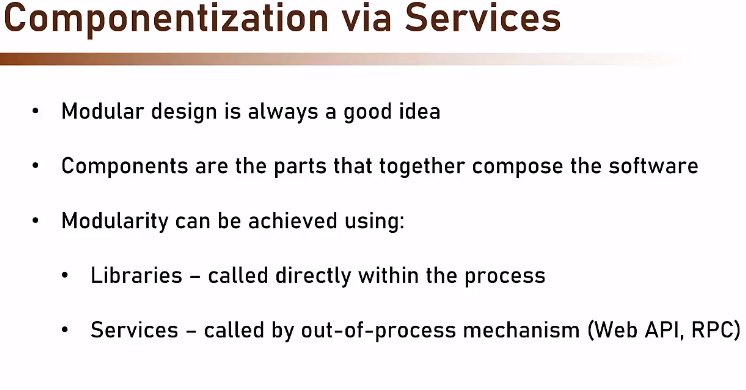 Componentization via Services
• Modular design is always a good idea
• Components are the parts that together compose the software
• Modularity can be achieved using:
• Libraries – called directly within the process
• Services – called by out-of-process mechanism (Web API, RPC)